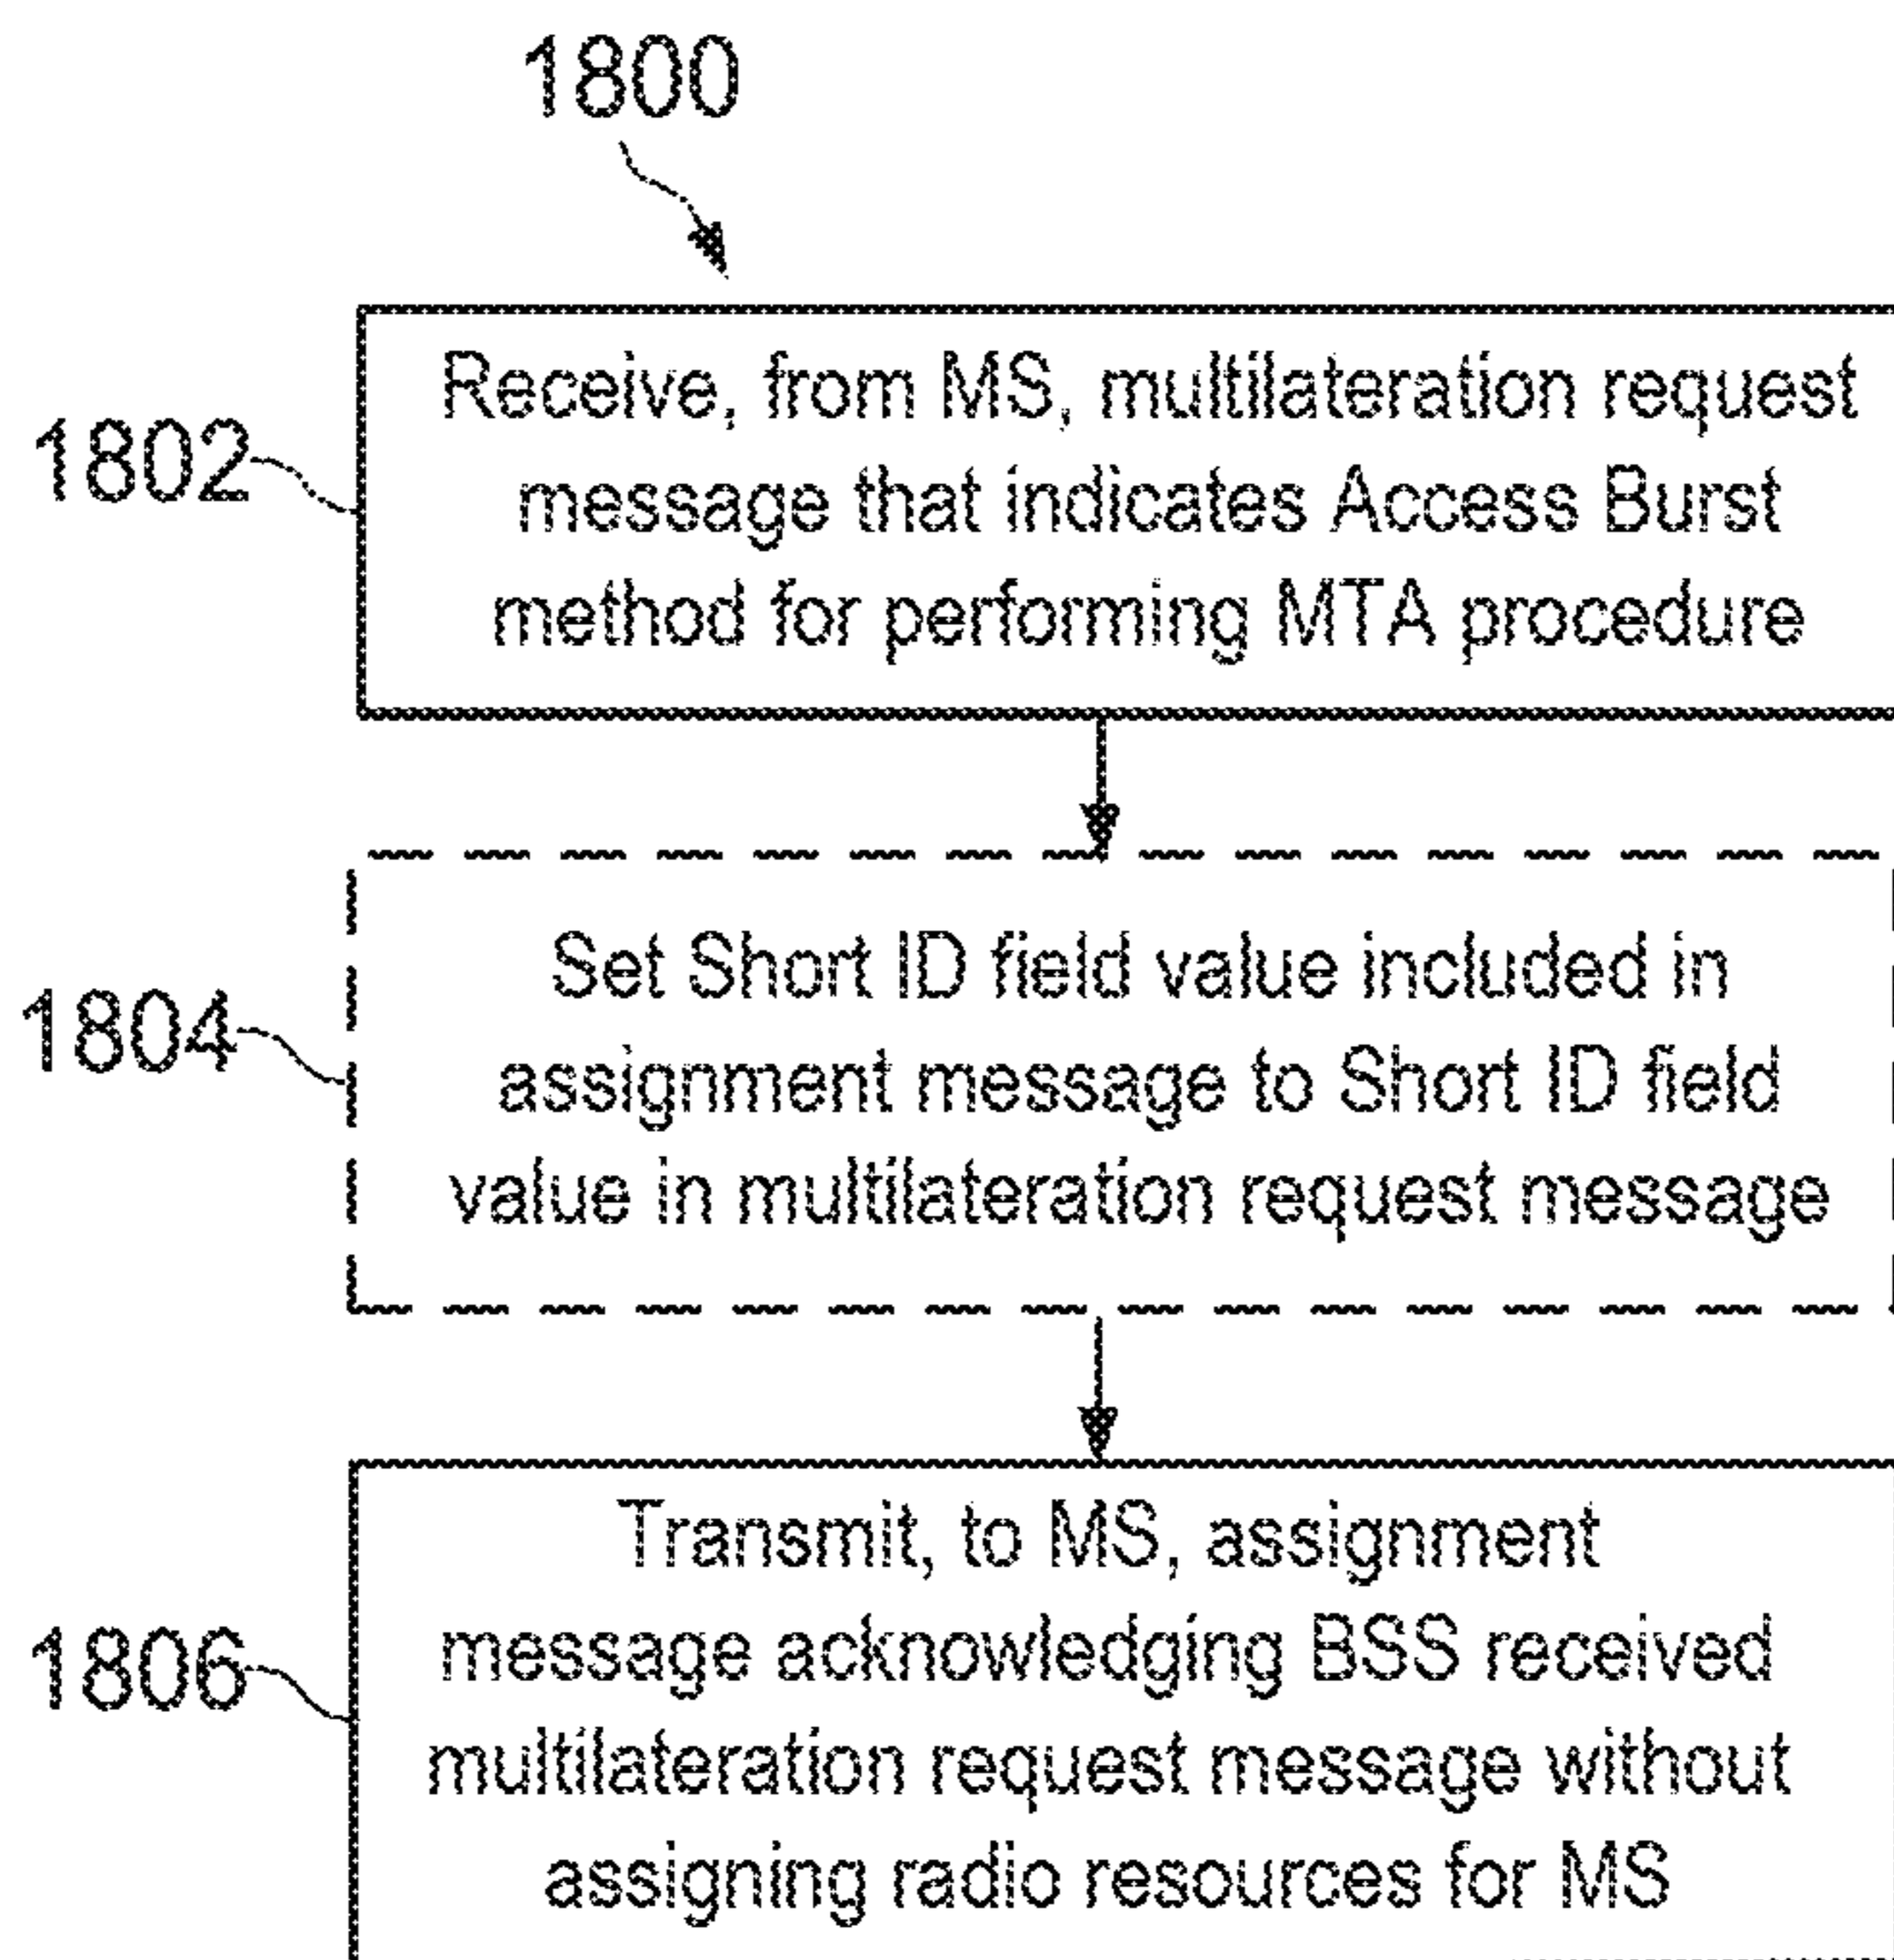 1800
1802
Receive, from MS, multilateration request
message that indicates Access Burst
method for performing MTA procedure
1804
Set Short ID field value included in
assignment message to Short ID field
value in multilateration request message
1806
Transmit, to MS, assignment
message acknowledging BSS received
multilateration request message without
assigning radio resources for MS